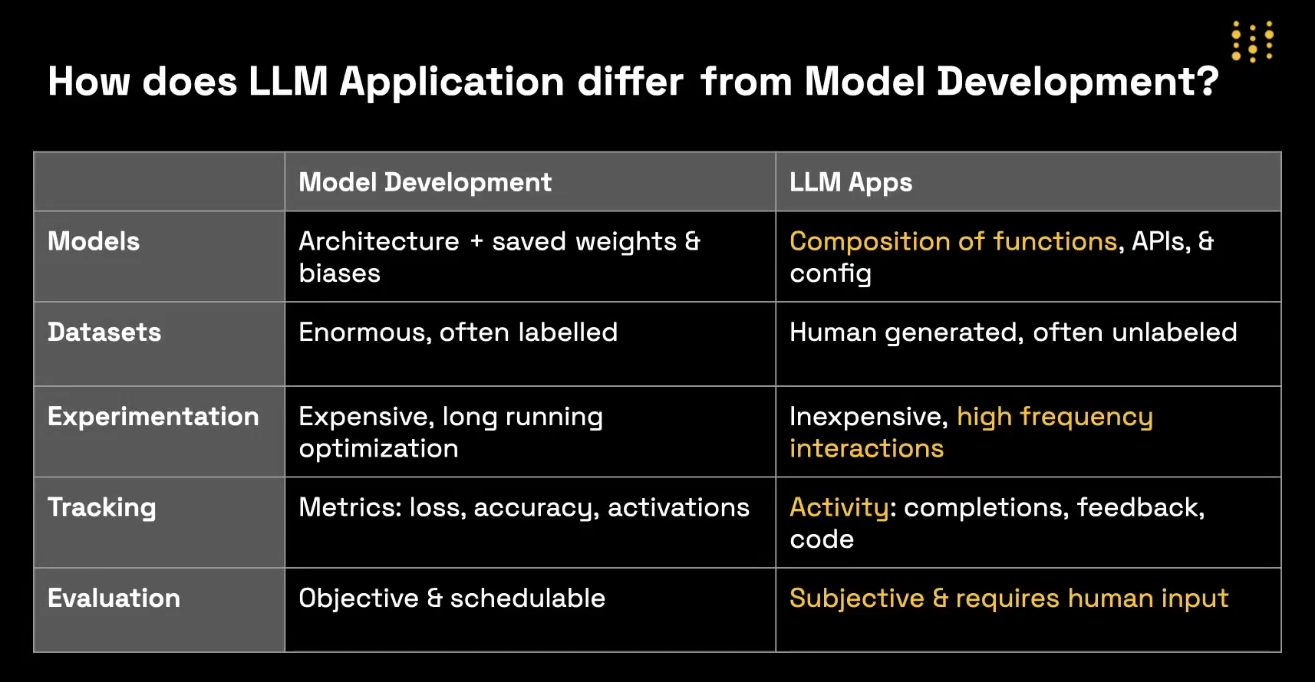 How does LLM Application differ from Model Development?
Model Development
LLM Apps
Models
Architecture + saved weights &
biases
Composition of functions, APIs, &
config
Datasets
Enormous, often labelled
Human generated, often unlabeled
Experimentation
Expensive, long running
optimization
Inexpensive, high frequency
interactions
Tracking
Metrics: loss, accuracy, activations
Activity: completions, feedback,
code
Evaluation
Objective & schedulable
Subjective & requires human input